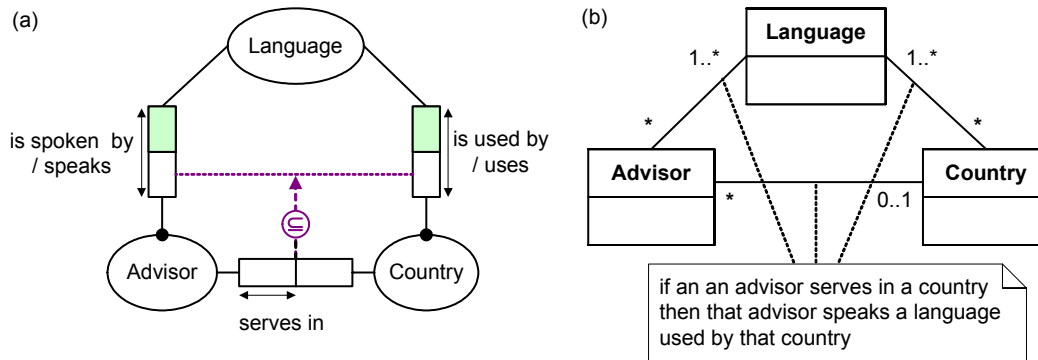 (a)
Language
is spoken by
/ speaks
is used by
/ uses
⊆
Advisor
Country
serves in
(b)
Language
1..*
1..*
*
*
Advisor
Country
*
0..1
if an an advisor serves in a country
then that advisor speaks a language
used by that country